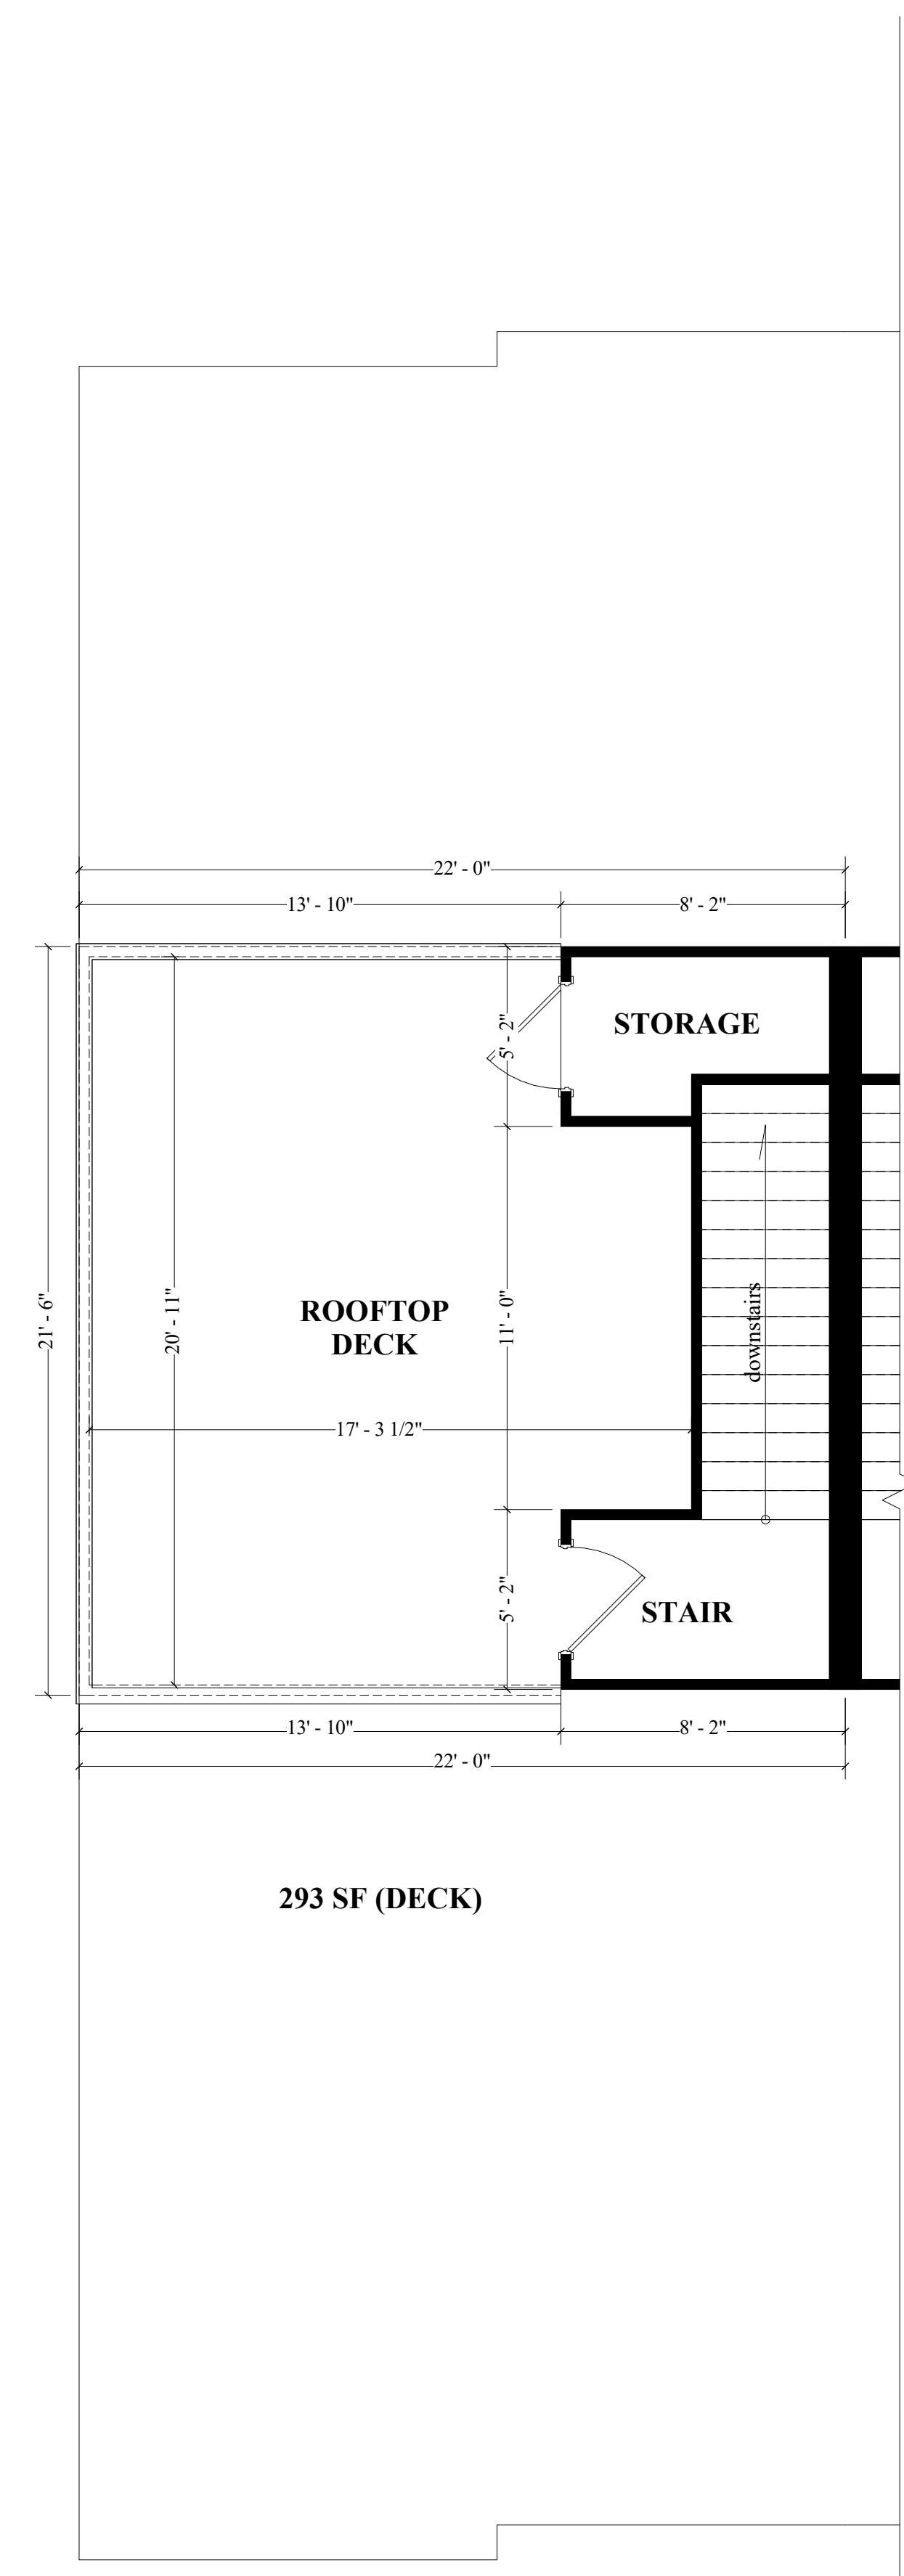 22' - 0"
13' - 10"
8' - 2"
STORAGE
5' - 2"
21' - 6"
20' - 11"
ROOFTOP
DECK
11' - 0"
downstairs
17' - 3 1/2"
5' - 2"
STAIR
13' - 10"
8' - 2"
22' - 0"
293 SF (DECK)